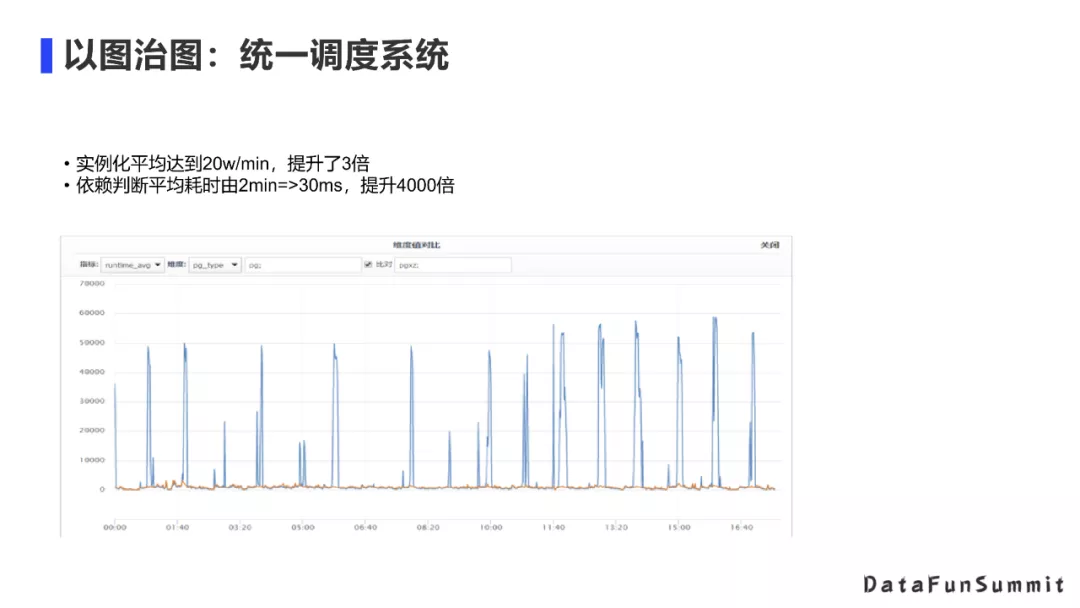 以图治图：统一调度系统
• 实例化平均达到20w/min，提升了3倍
• 依赖判断平均耗时由2min=>30ms，提升4000倍
维度值对比 关闭
指标: runtime_avg 维度: pg_type pg; 比对 pgxz;
70000
60000
50000
40000
30000
20000
10000
0
00:00 01:40 03:20 05:00 06:40 08:20 10:00 11:40 13:20 15:00 16:40
DataFunSummit